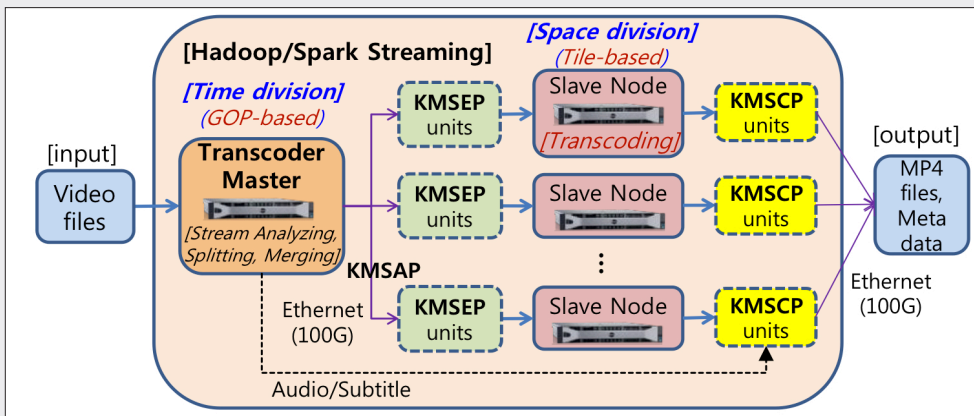 [Hadoop/Spark Streaming]
[Space division]
(Tile-based)
[Time division]
(GOP-based)
[input]
Video
files
Transcoder
Master
[Stream Analyzing,
Splitting, Merging]
KMSAP
Ethernet
(100G)
KMSEP
units
Slave Node
[Transcoding]
KMSCP
units
KMSEP
units
Slave Node
KMSCP
units
⋮
KMSEP
units
Slave Node
KMSCP
units
[output]
MP4
files,
Meta
data
Ethernet
(100G)
Audio/Subtitle